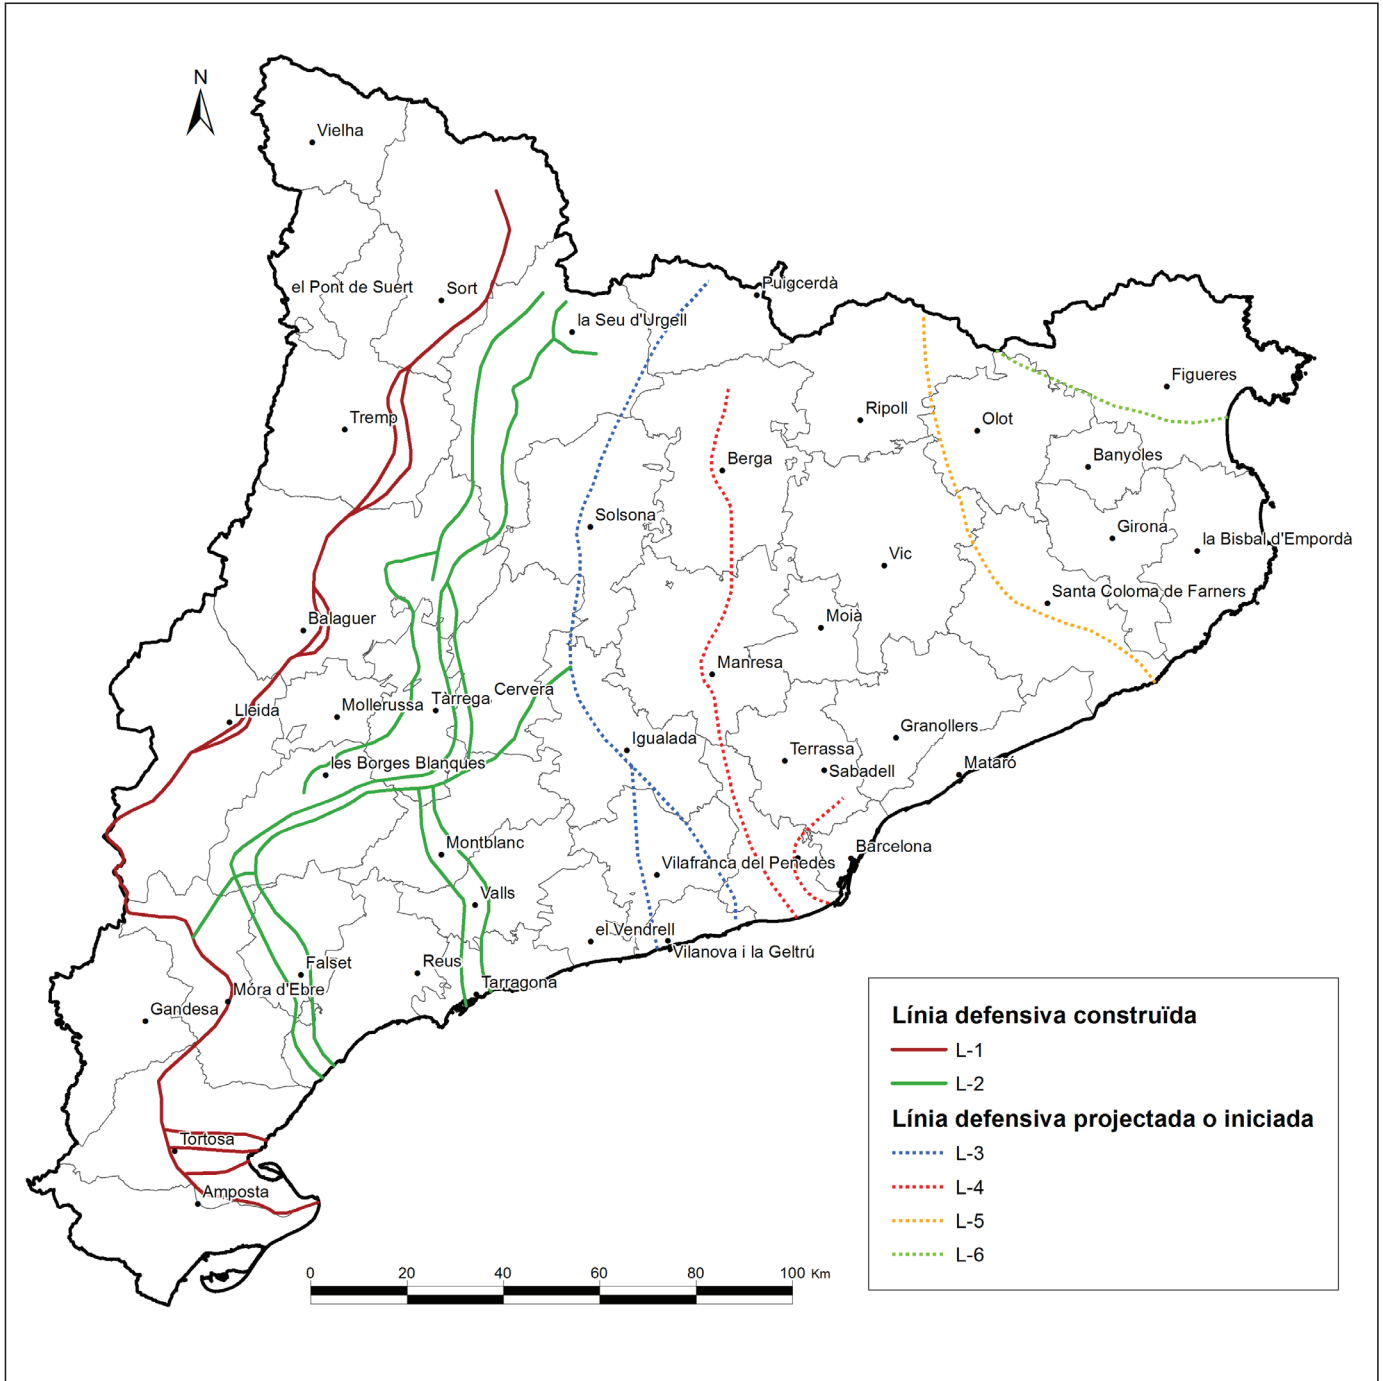 N
Vielha
el Pont de Suert
Sort
Puigcerdà
la Seu d'Urgell
Figueres
Tremp
Ripoll
Olot
Berga
Banyoles
Solsona
Girona
la Bisbal d'Empordà
Vic
Santa Coloma de Farners
Balaguer
Moià
Manresa
Cervera
Lleida
Mollerussa
Tàrrega
Granollers
Igualada
Terrassa
Sabadell
Mataró
les Borges Blanques
Montblanc
Barcelona
Vilafranca del Penedès
Valls
el Vendrell
Vilanova i la Geltrú
Falset
Reus
Tarragona
Móra d'Ebre
Gandesa
Tortosa
Amposta
Línia defensiva construïda
L-1
L-2
Línia defensiva projectada o iniciada
L-3
L-4
L-5
L-6
0 20 40 60 80 100 Km